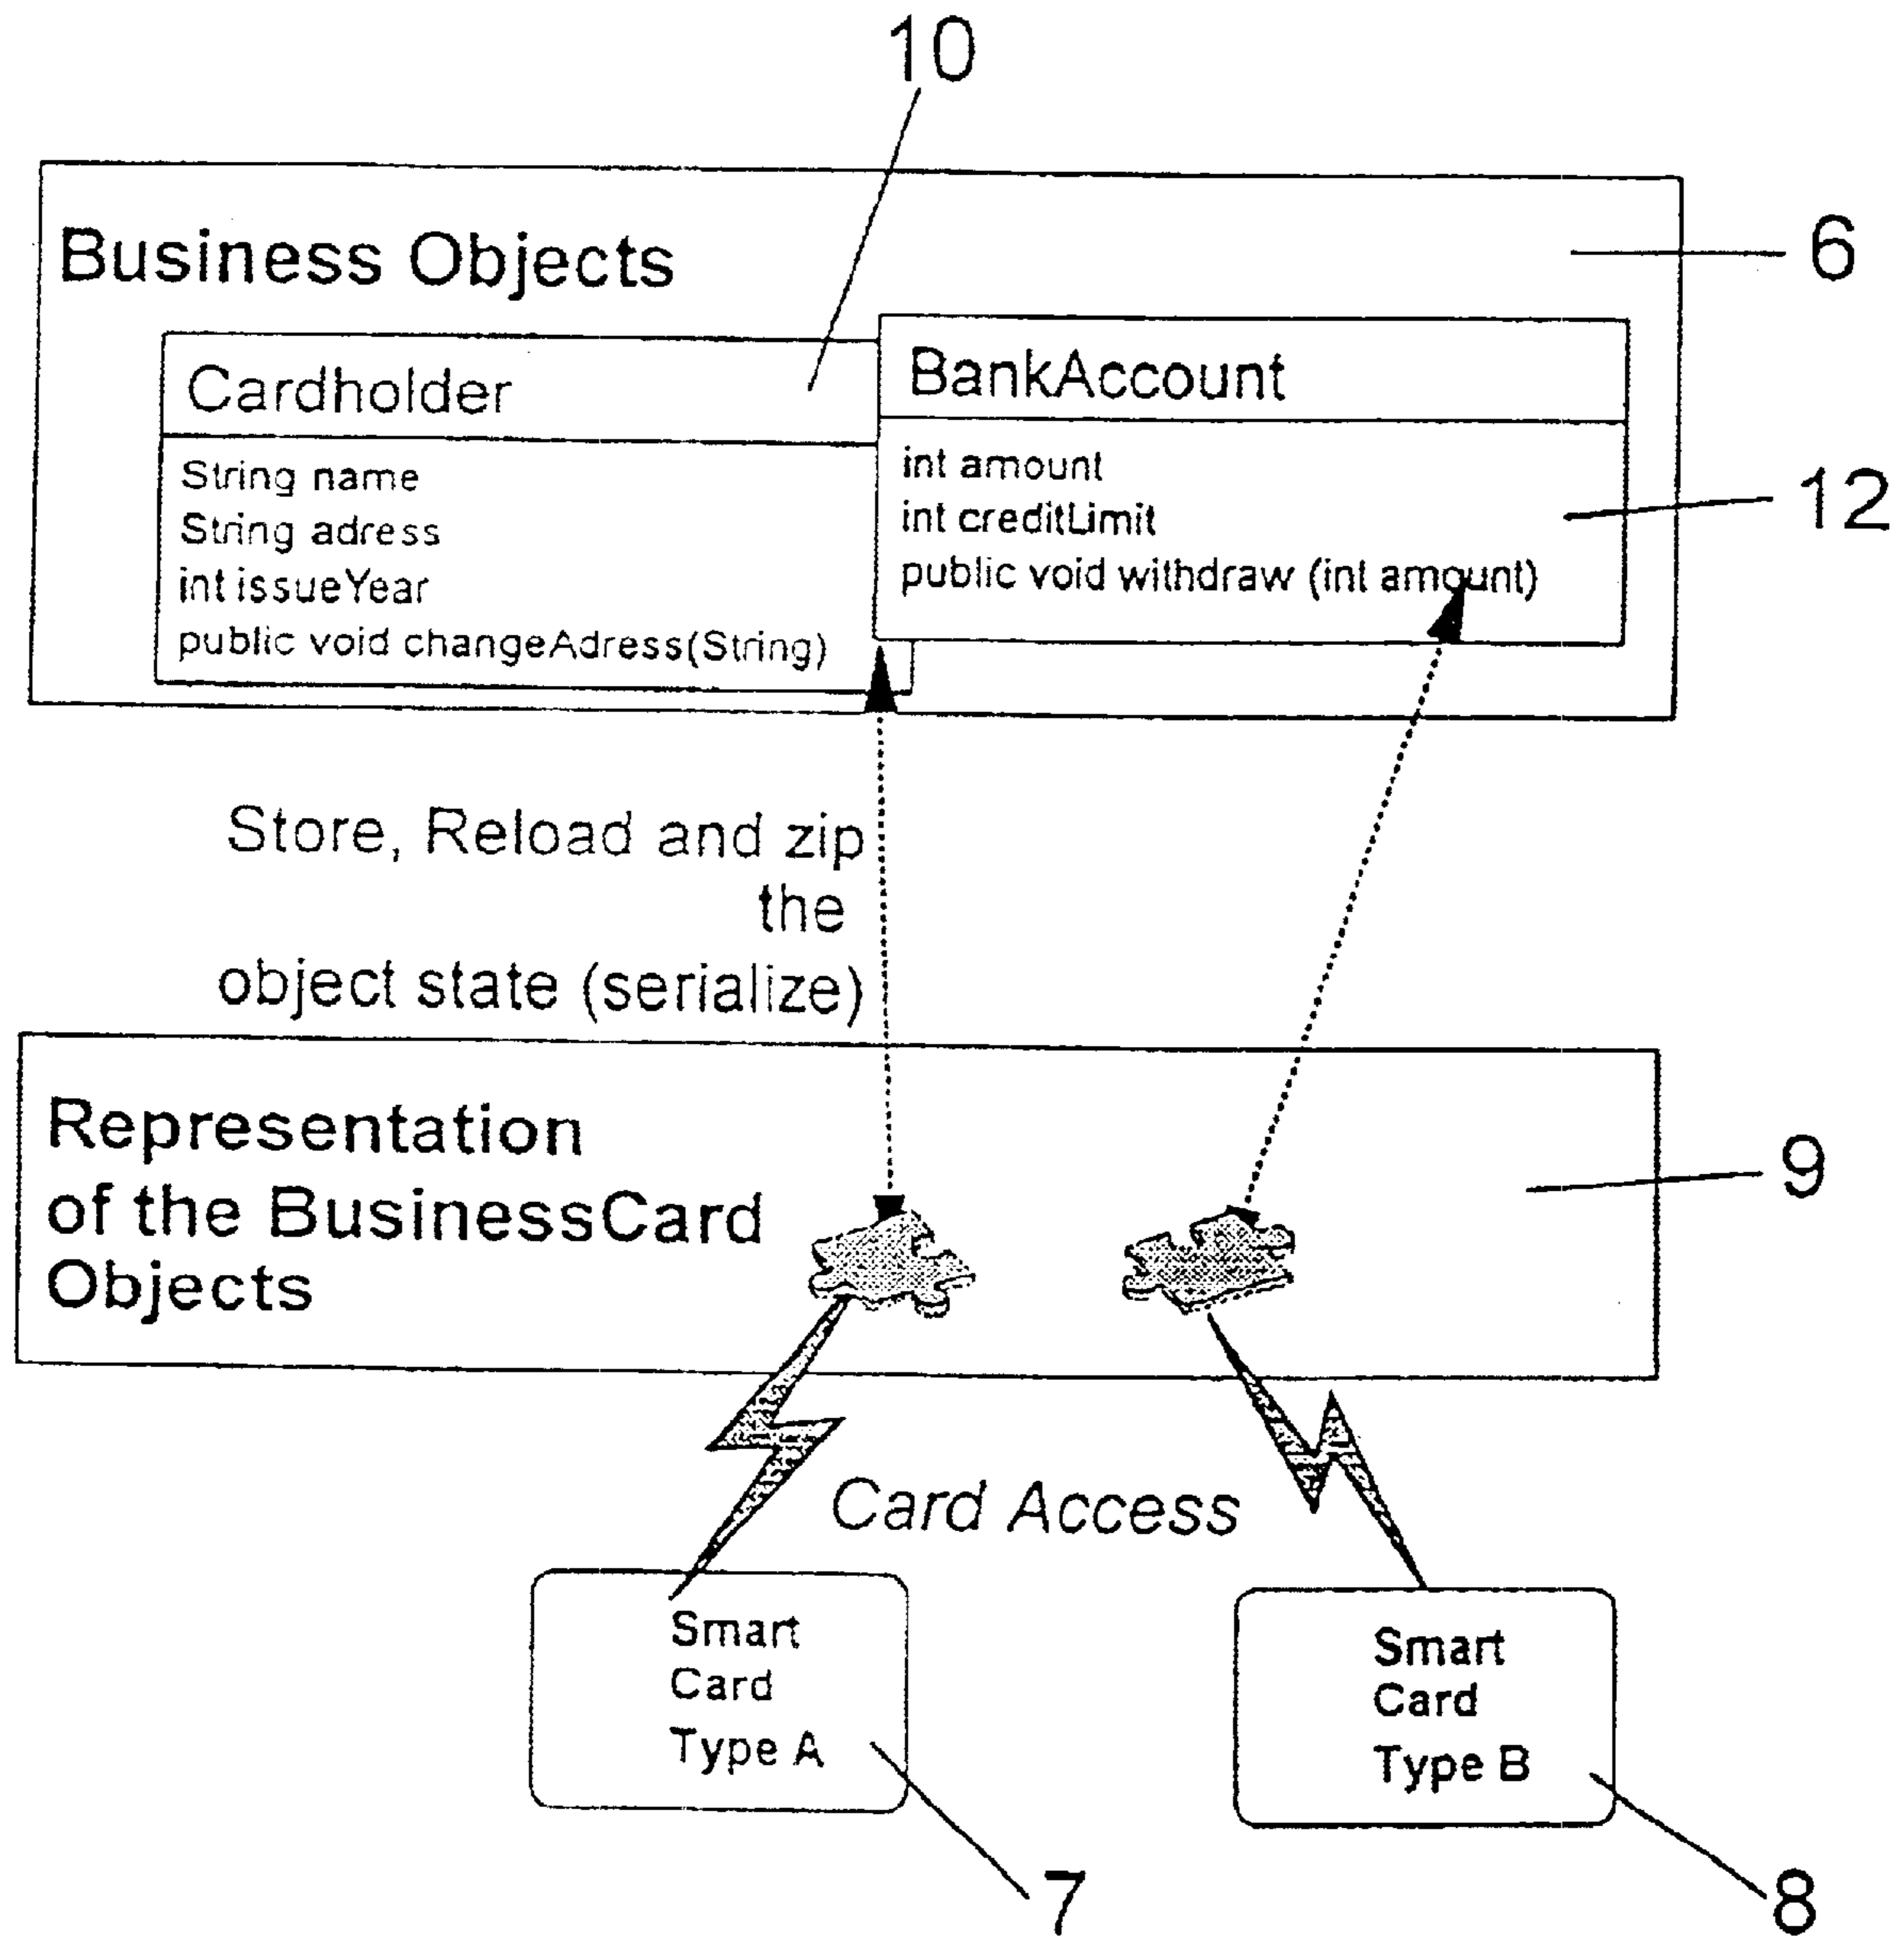 10
Business Objects
6
Cardholder
String name
String adress
int issueYear
public void changeAdress(String)
BankAccount
int amount
int creditLimit
public void withdraw (int amount)
12
Store, Reload and zip
the
object state (serialize)
Representation
of the BusinessCard
Objects
9
Card Access
Smart
Card
Type A
7
Smart
Card
Type B
8